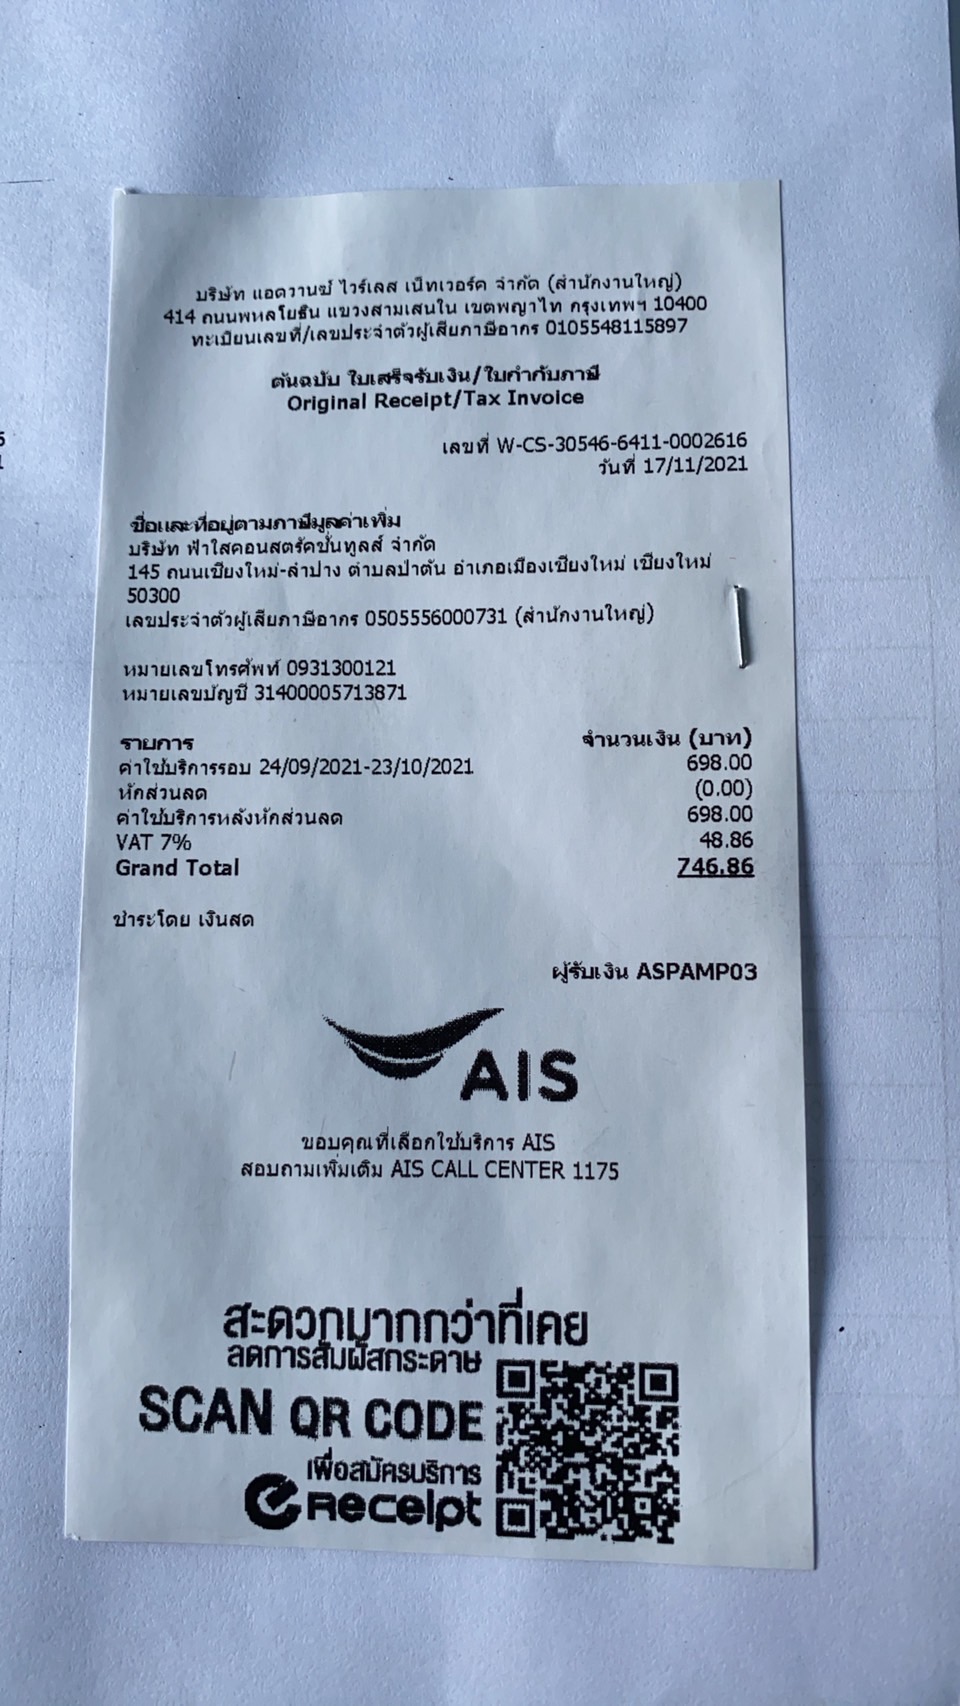 บริษัท แอดวานซ์ ไวร์เลส เน็ทเวอร์ค จำกัด (สำนักงานใหญ่)
414 ถนนพหลโยธิน แขวงสามเสนใน เขตพญาไท กรุงเทพฯ 10400
ทะเบียนเลขที่/เลขประจำตัวผู้เสียภาษีอากร 0105548115897
ต้นฉบับ ใบเสร็จรับเงิน/ใบกำกับภาษี
Original Receipt/Tax Invoice
เลขที่ W-CS-30546-6411-0002616
วันที่ 17/11/2021
ชื่อและที่อยู่ตามภาษีมูลค่าเพิ่ม
บริษัท ฟ้าใสคอนสตรัคชั่นทูลส์ จำกัด
145 ถนนเชียงใหม่-ลำปาง ตำบลป่าตัน อำเภอเมืองเชียงใหม่ เชียงใหม่
50300
เลขประจำตัวผู้เสียภาษีอากร 0505556000731 (สำนักงานใหญ่)
หมายเลขโทรศัพท์ 0931300121
หมายเลขบัญชี 31400005713871
รายการ จำนวนเงิน (บาท)
ค่าใช้บริการรอบ 24/09/2021-23/10/2021 698.00
หักส่วนลด (0.00)
ค่าใช้บริการหลังหักส่วนลด 698.00
VAT 7% 48.86
Grand Total 746.86
ชำระโดย เงินสด
ผู้รับเงิน ASPAMP03
AIS
ขอบคุณที่เลือกใช้บริการ AIS
สอบถามเพิ่มเติม AIS CALL CENTER 1175
สะดวกมากกว่าที่เคย
ลดการสัมผัสกระดาษ
SCAN QR CODE
เพื่อสมัครบริการ
eReceipt